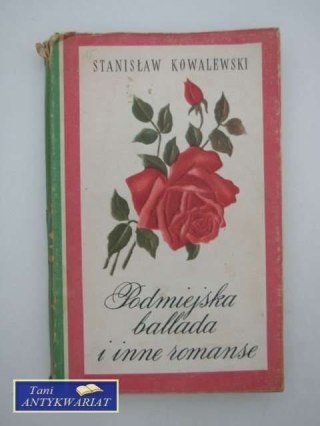 STANISŁAW KOWALEWSKI
Podmiejska
ballada
i inne romanse
Tani
ANTYKWARIAT